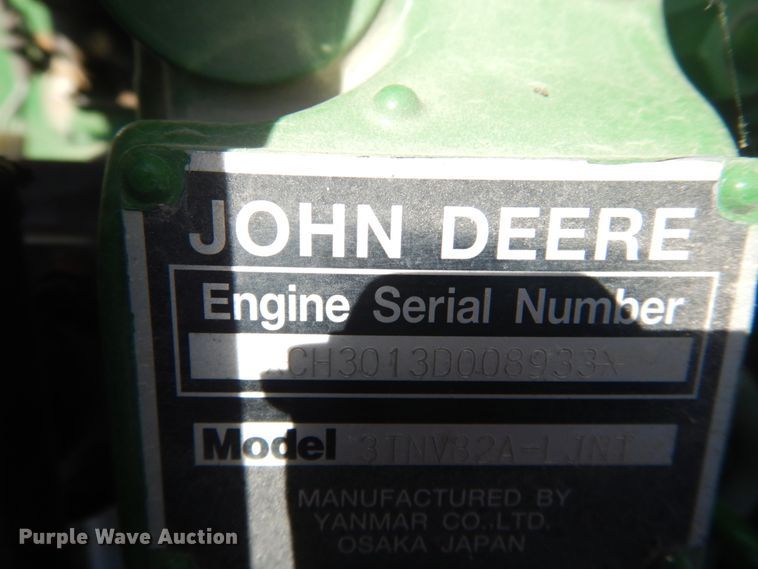 JOHN DEERE
Engine Serial Number
*CH3013D008933*
Model 3TNV82A-LJNT
MANUFACTURED BY
YANMAR CO.,LTD.
OSAKA JAPAN
Purple Wave Auction